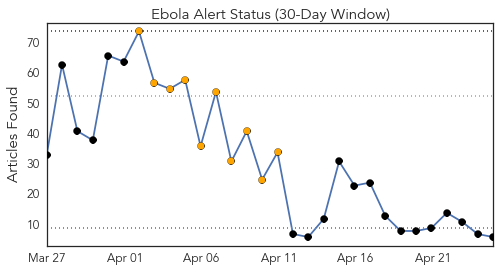 Ebola Alert Status (30-Day Window)
Articles Found
70
60
50
40
30
20
10
Mar 27 Apr 01 Apr 06 Apr 11 Apr 16 Apr 21